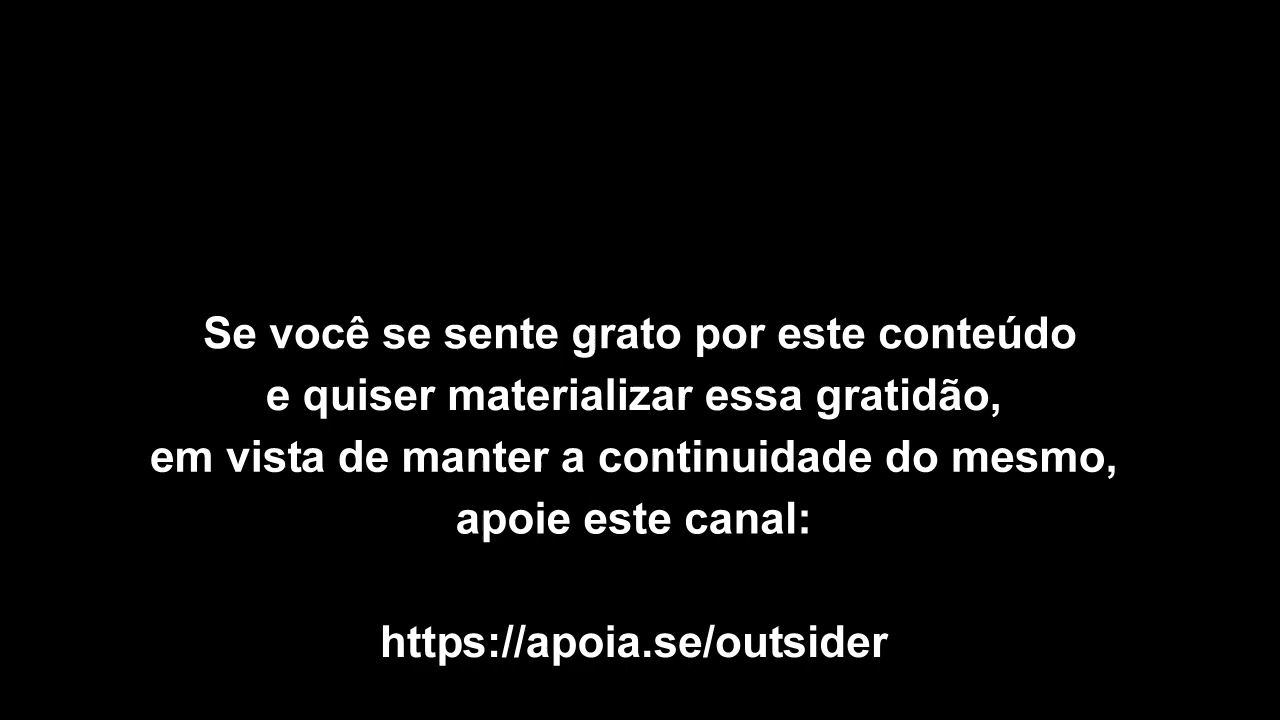 Se você se sente grato por este conteúdo
e quiser materializar essa gratidão,
em vista de manter a continuidade do mesmo,
apoie este canal:
https://apoia.se/outsider